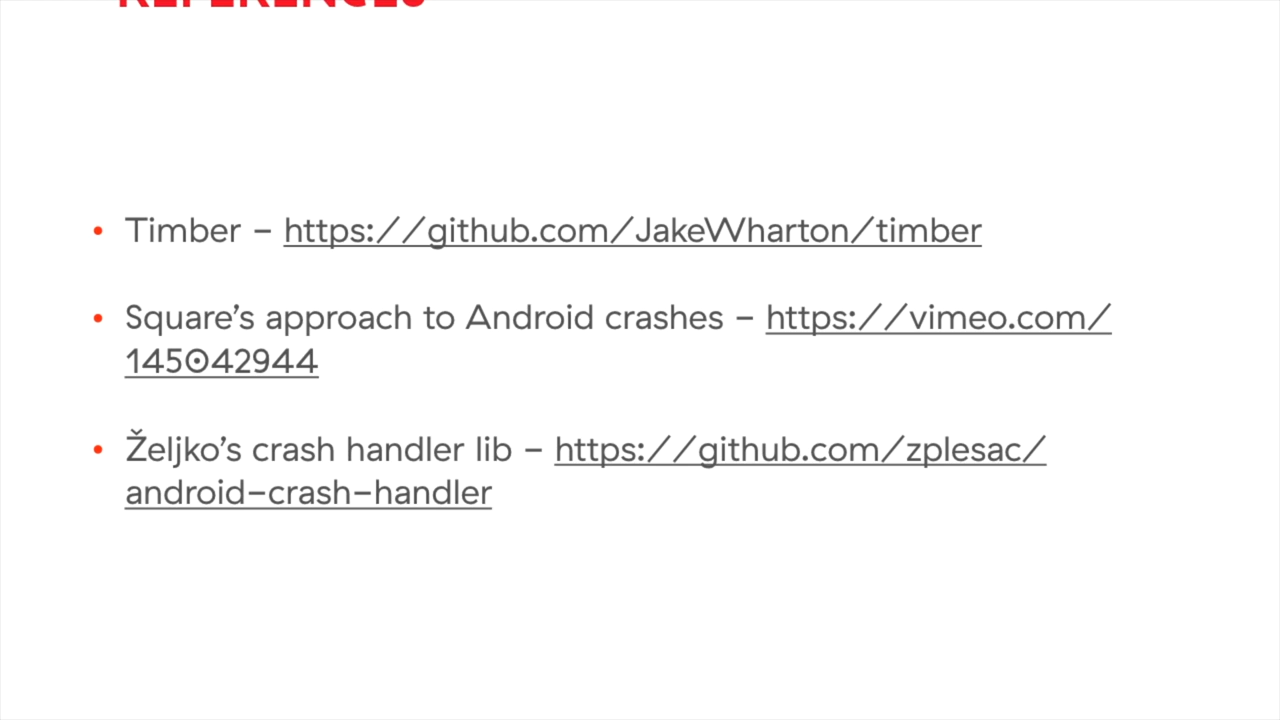 REFERENCES
• Timber – https://github.com/JakeWharton/timber
• Square’s approach to Android crashes – https://vimeo.com/
145042944
• Željko’s crash handler lib – https://github.com/zplesac/
android-crash-handler